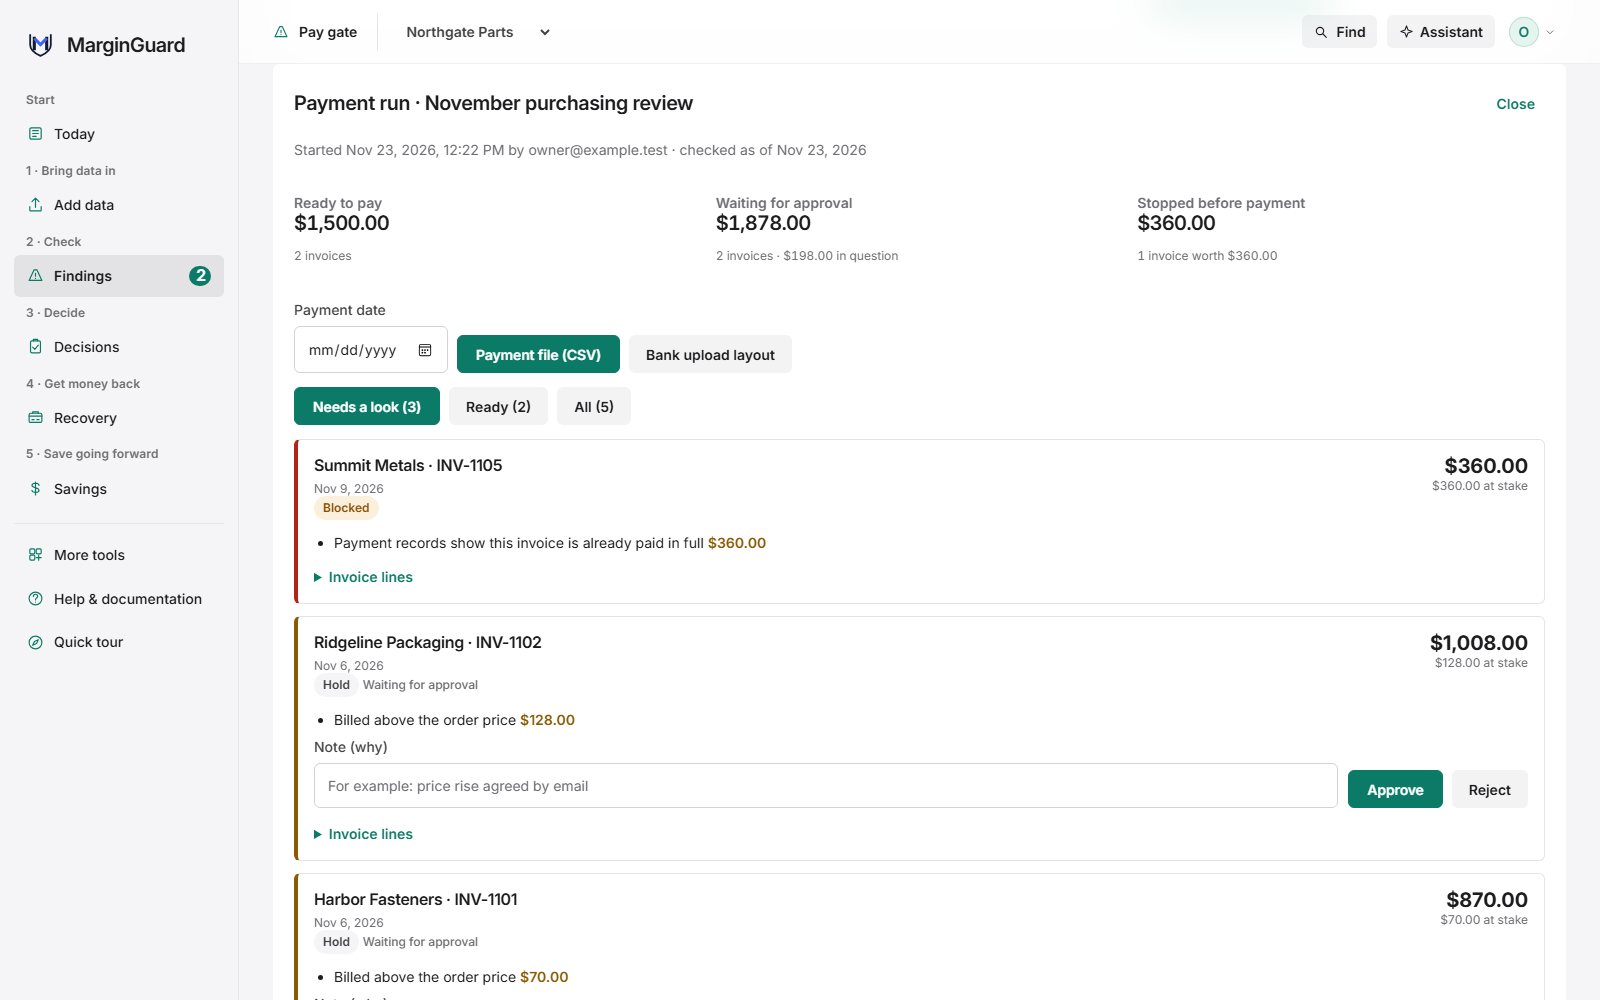 MarginGuard
Start
Today
1 · Bring data in
Add data
2 · Check
Findings 2
3 · Decide
Decisions
4 · Get money back
Recovery
5 · Save going forward
Savings
More tools
Help & documentation
Quick tour
Pay gate
Northgate Parts
Find
Assistant
O
Payment run · November purchasing review
Close
Started Nov 23, 2026, 12:22 PM by owner@example.test · checked as of Nov 23, 2026
Ready to pay
$1,500.00
2 invoices
Waiting for approval
$1,878.00
2 invoices · $198.00 in question
Stopped before payment
$360.00
1 invoice worth $360.00
Payment date
mm/dd/yyyy
Payment file (CSV)
Bank upload layout
Needs a look (3)
Ready (2)
All (5)
Summit Metals · INV-1105
$360.00
Nov 9, 2026
$360.00 at stake
Blocked
• Payment records show this invoice is already paid in full $360.00
Invoice lines
Ridgeline Packaging · INV-1102
$1,008.00
Nov 6, 2026
$128.00 at stake
Hold Waiting for approval
• Billed above the order price $128.00
Note (why)
For example: price rise agreed by email
Approve
Reject
Invoice lines
Harbor Fasteners · INV-1101
$870.00
Nov 6, 2026
$70.00 at stake
Hold Waiting for approval
• Billed above the order price $70.00